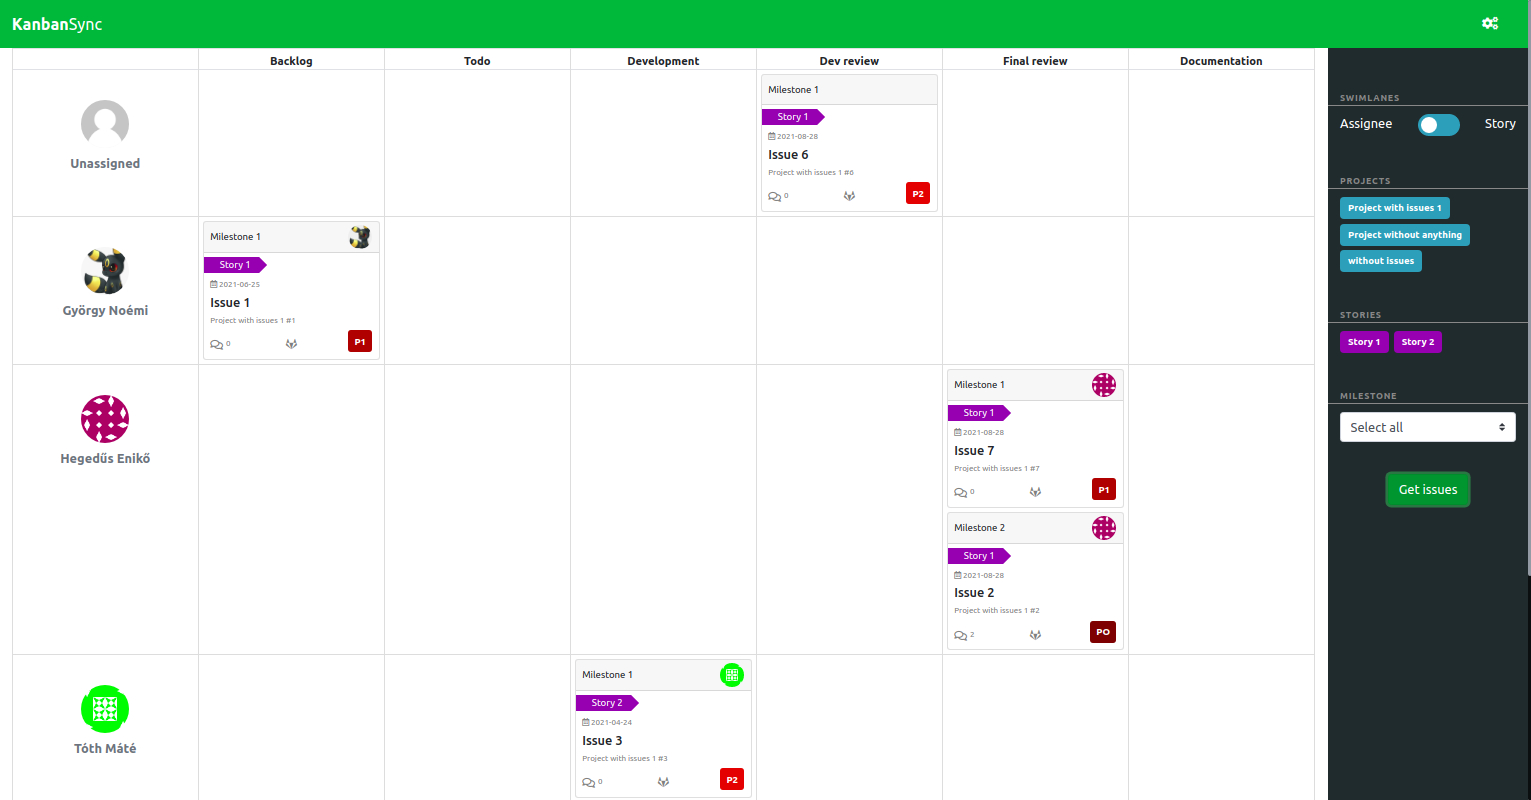 KanbanSync
Backlog Todo Development Dev review Final review Documentation
Unassigned
Milestone 1
Story 1
2021-08-28
Issue 6
Project with issues 1 #6
0 P2
György Noémi
Milestone 1
Story 1
2021-06-25
Issue 1
Project with issues 1 #1
0 P1
Hegedűs Enikő
Milestone 1
Story 1
2021-08-28
Issue 7
Project with issues 1 #7
0 P1
Milestone 2
Story 1
2021-08-28
Issue 2
Project with issues 1 #2
2 P0
Tóth Máté
Milestone 1
Story 2
2021-04-24
Issue 3
Project with issues 1 #3
0 P2
SWIMLANES
Assignee Story
PROJECTS
Project with issues 1
Project without anything
without issues
STORIES
Story 1 Story 2
MILESTONE
Select all
Get issues